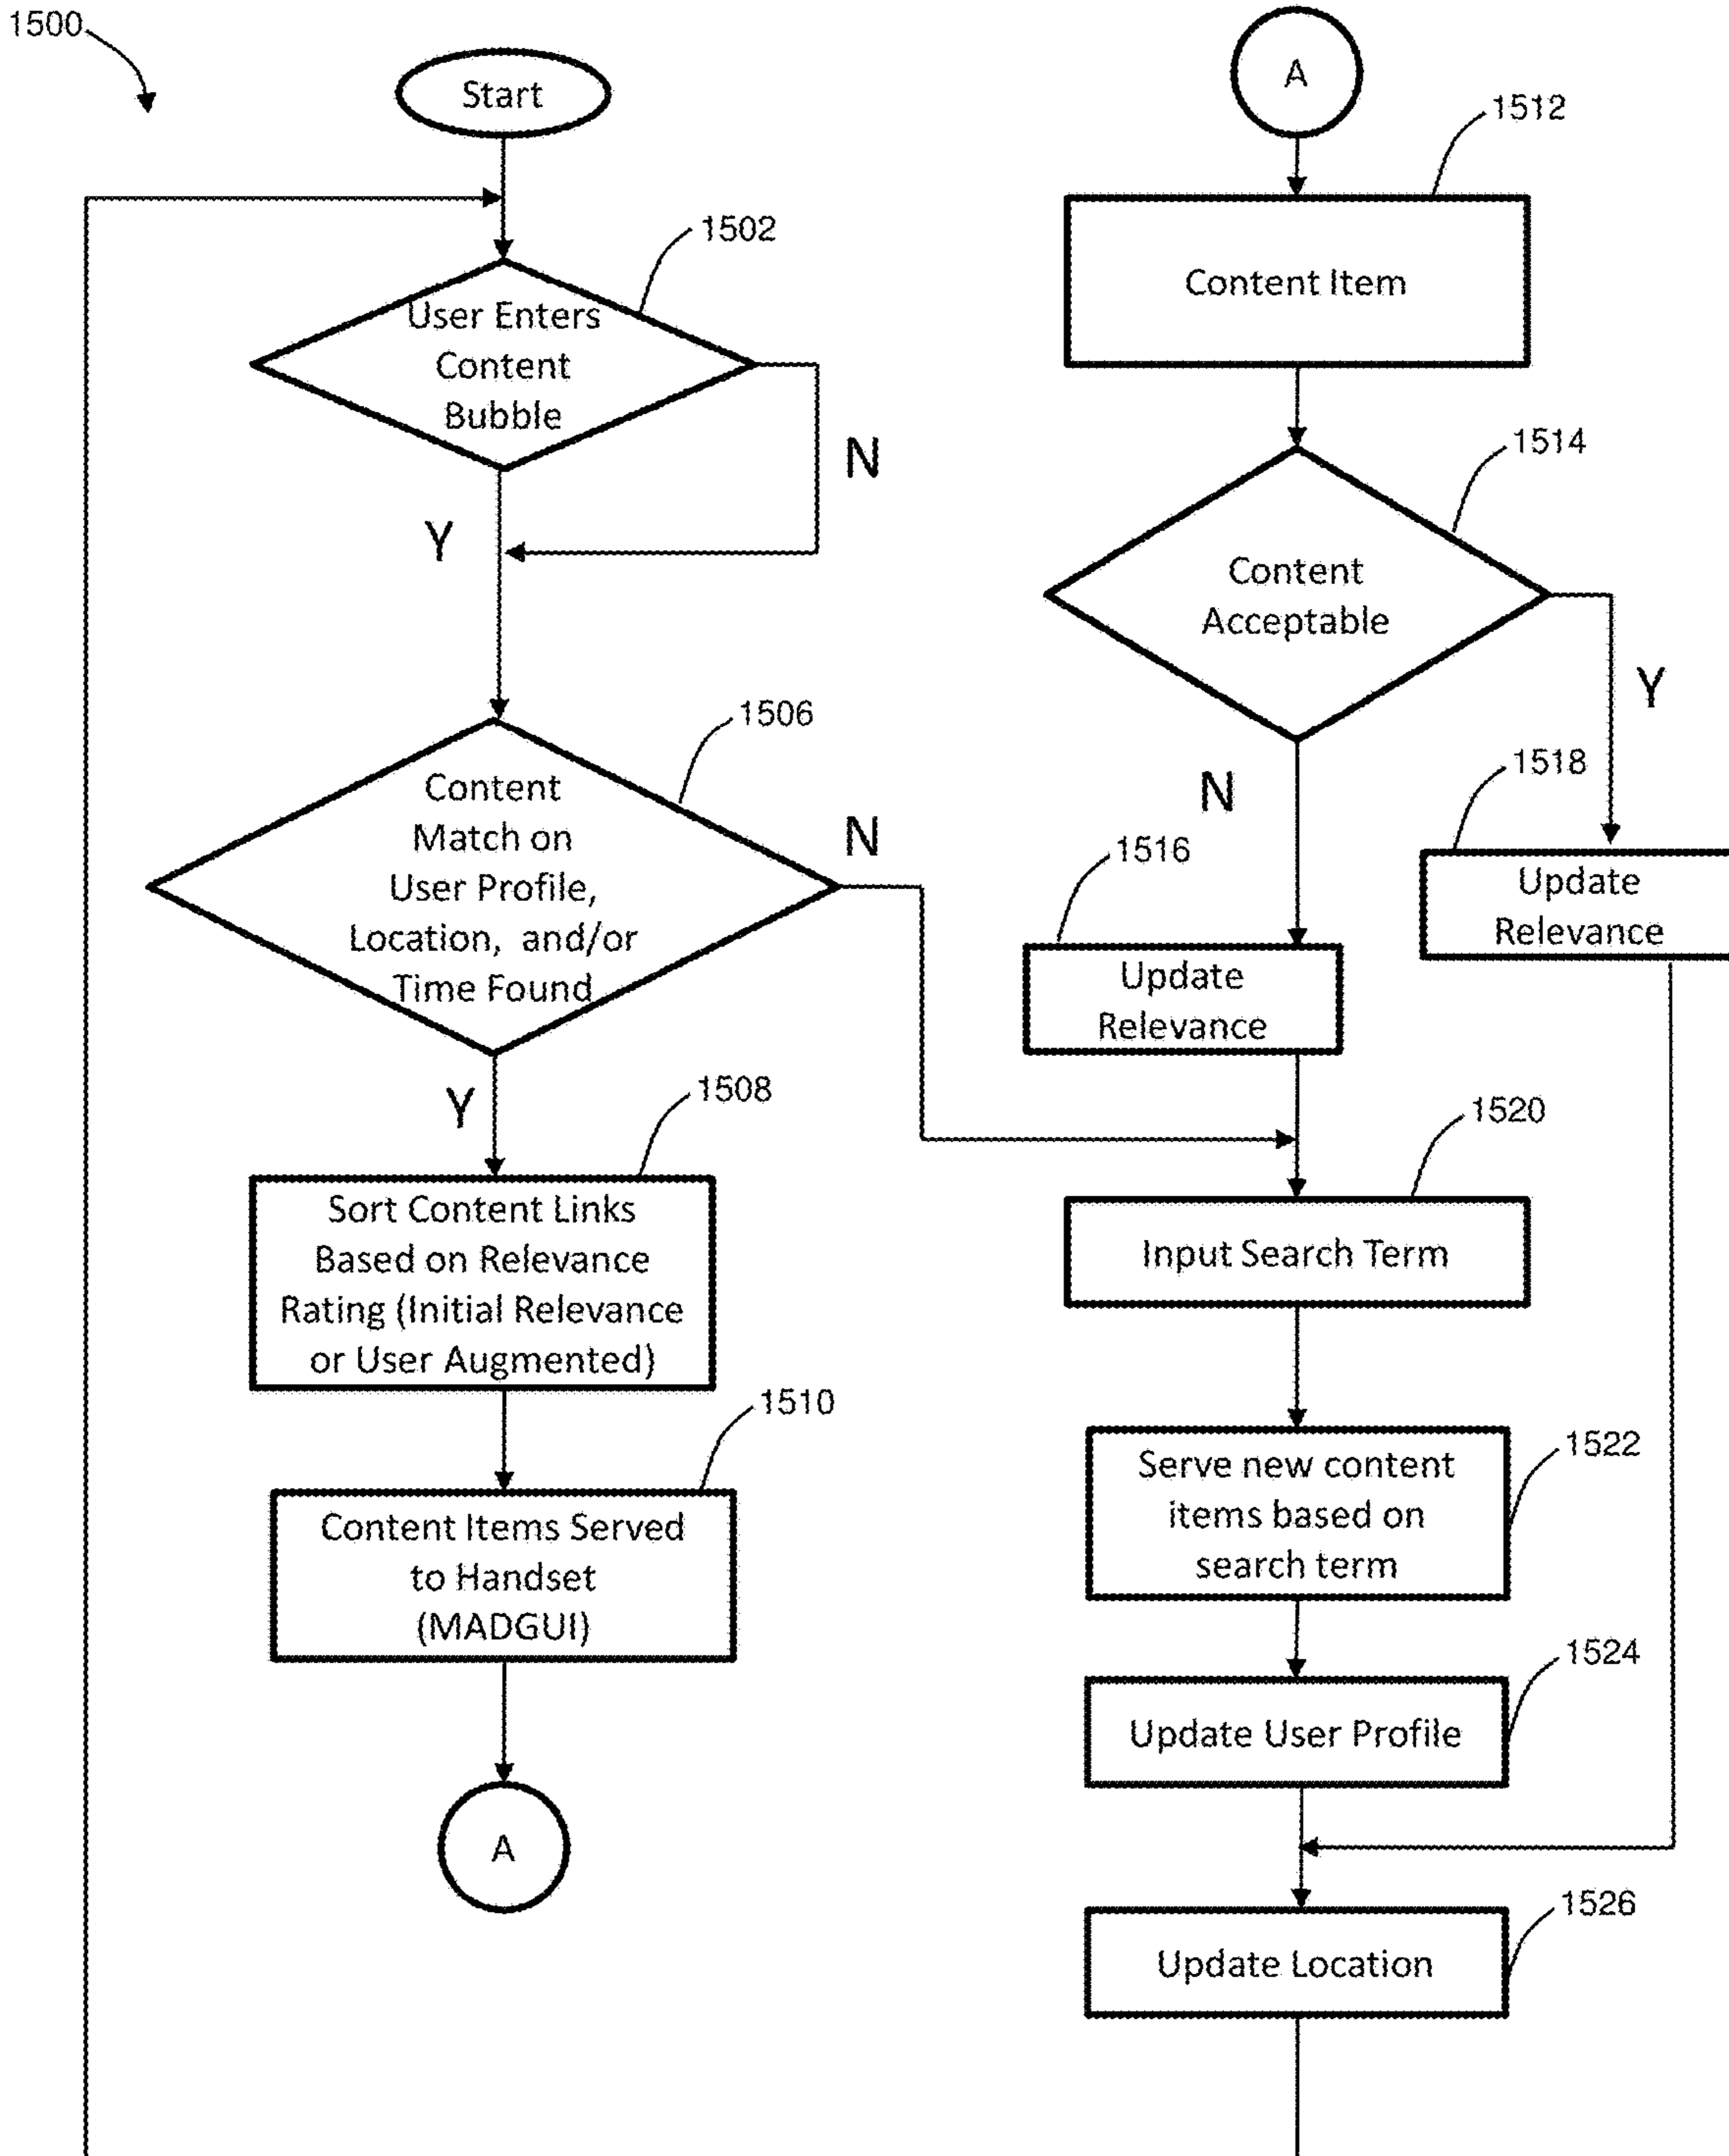 1500
Start
1502
User Enters
Content
Bubble
N
Y
1506
Content
Match on
User Profile,
Location, and/or
Time Found
N
Y
1508
Sort Content Links
Based on Relevance
Rating (Initial Relevance
or User Augmented)
1510
Content Items Served
to Handset
(MADGUI)
A
A
1512
Content Item
1514
Content
Acceptable
Y
N
1518
Update
Relevance
1516
Update
Relevance
1520
Input Search Term
1522
Serve new content
items based on
search term
1524
Update User Profile
1526
Update Location